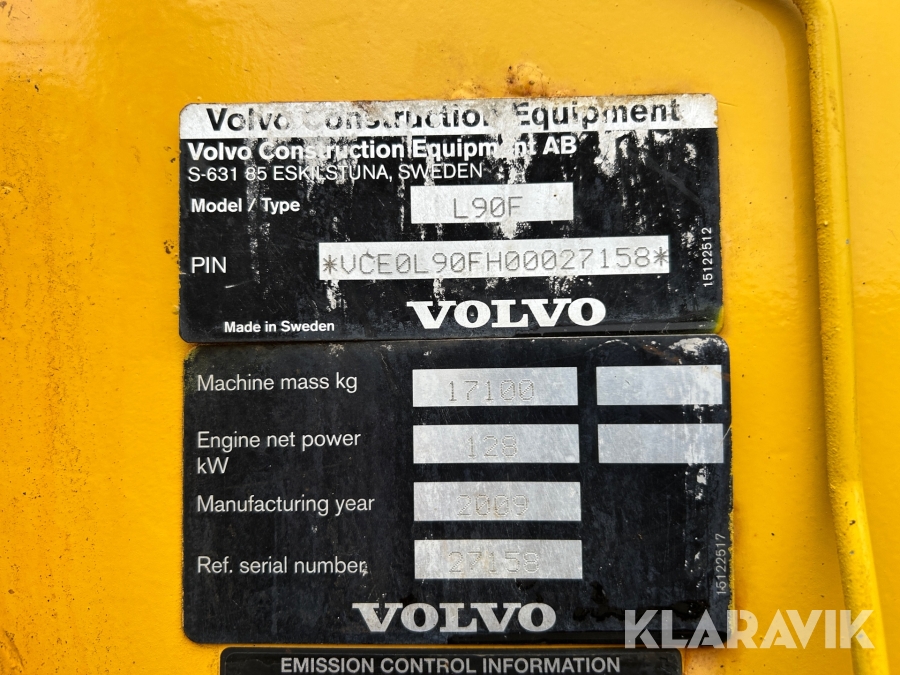 Volvo Construction Equipment
Volvo Construction Equipment AB
S-631 85 ESKILSTUNA, SWEDEN
Model / Type L90F
PIN *VCE0L90FH00027158*
15122512
VOLVO
Made in Sweden
Machine mass kg 17100
Engine net power 128
kW
Manufacturing year 2009
Ref. serial number 27158
15122517
VOLVO
KLARAVIK
EMISSION CONTROL INFORMATION